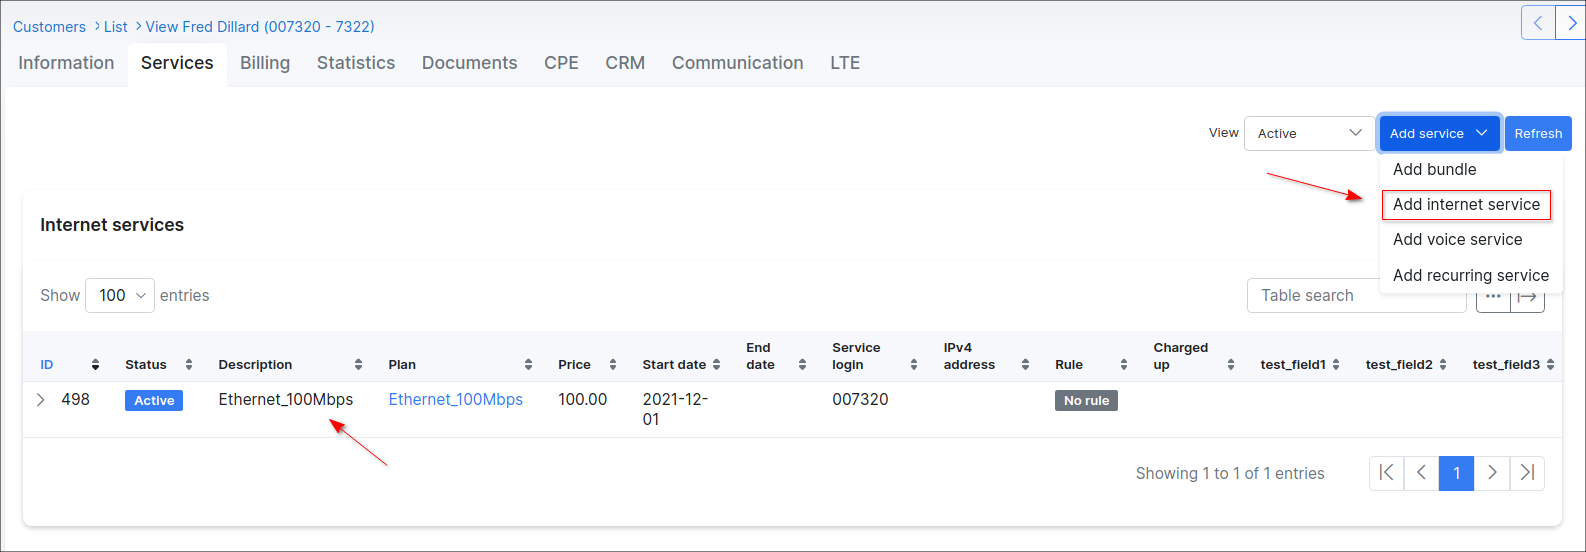 Customers > List > View Fred Dillard (007320 - 7322)
Information Services Billing Statistics Documents CPE CRM Communication LTE
View Active Add service Refresh
Add bundle
Add internet service
Add voice service
Add recurring service
Internet services
Show 100 entries
Table search
ID Status Description Plan Price Start date End date Service login IPv4 address Rule Charged up test_field1 test_field2 test_field3
498 Active Ethernet_100Mbps Ethernet_100Mbps 100.00 2021-12-01 007320 No rule
Showing 1 to 1 of 1 entries 1